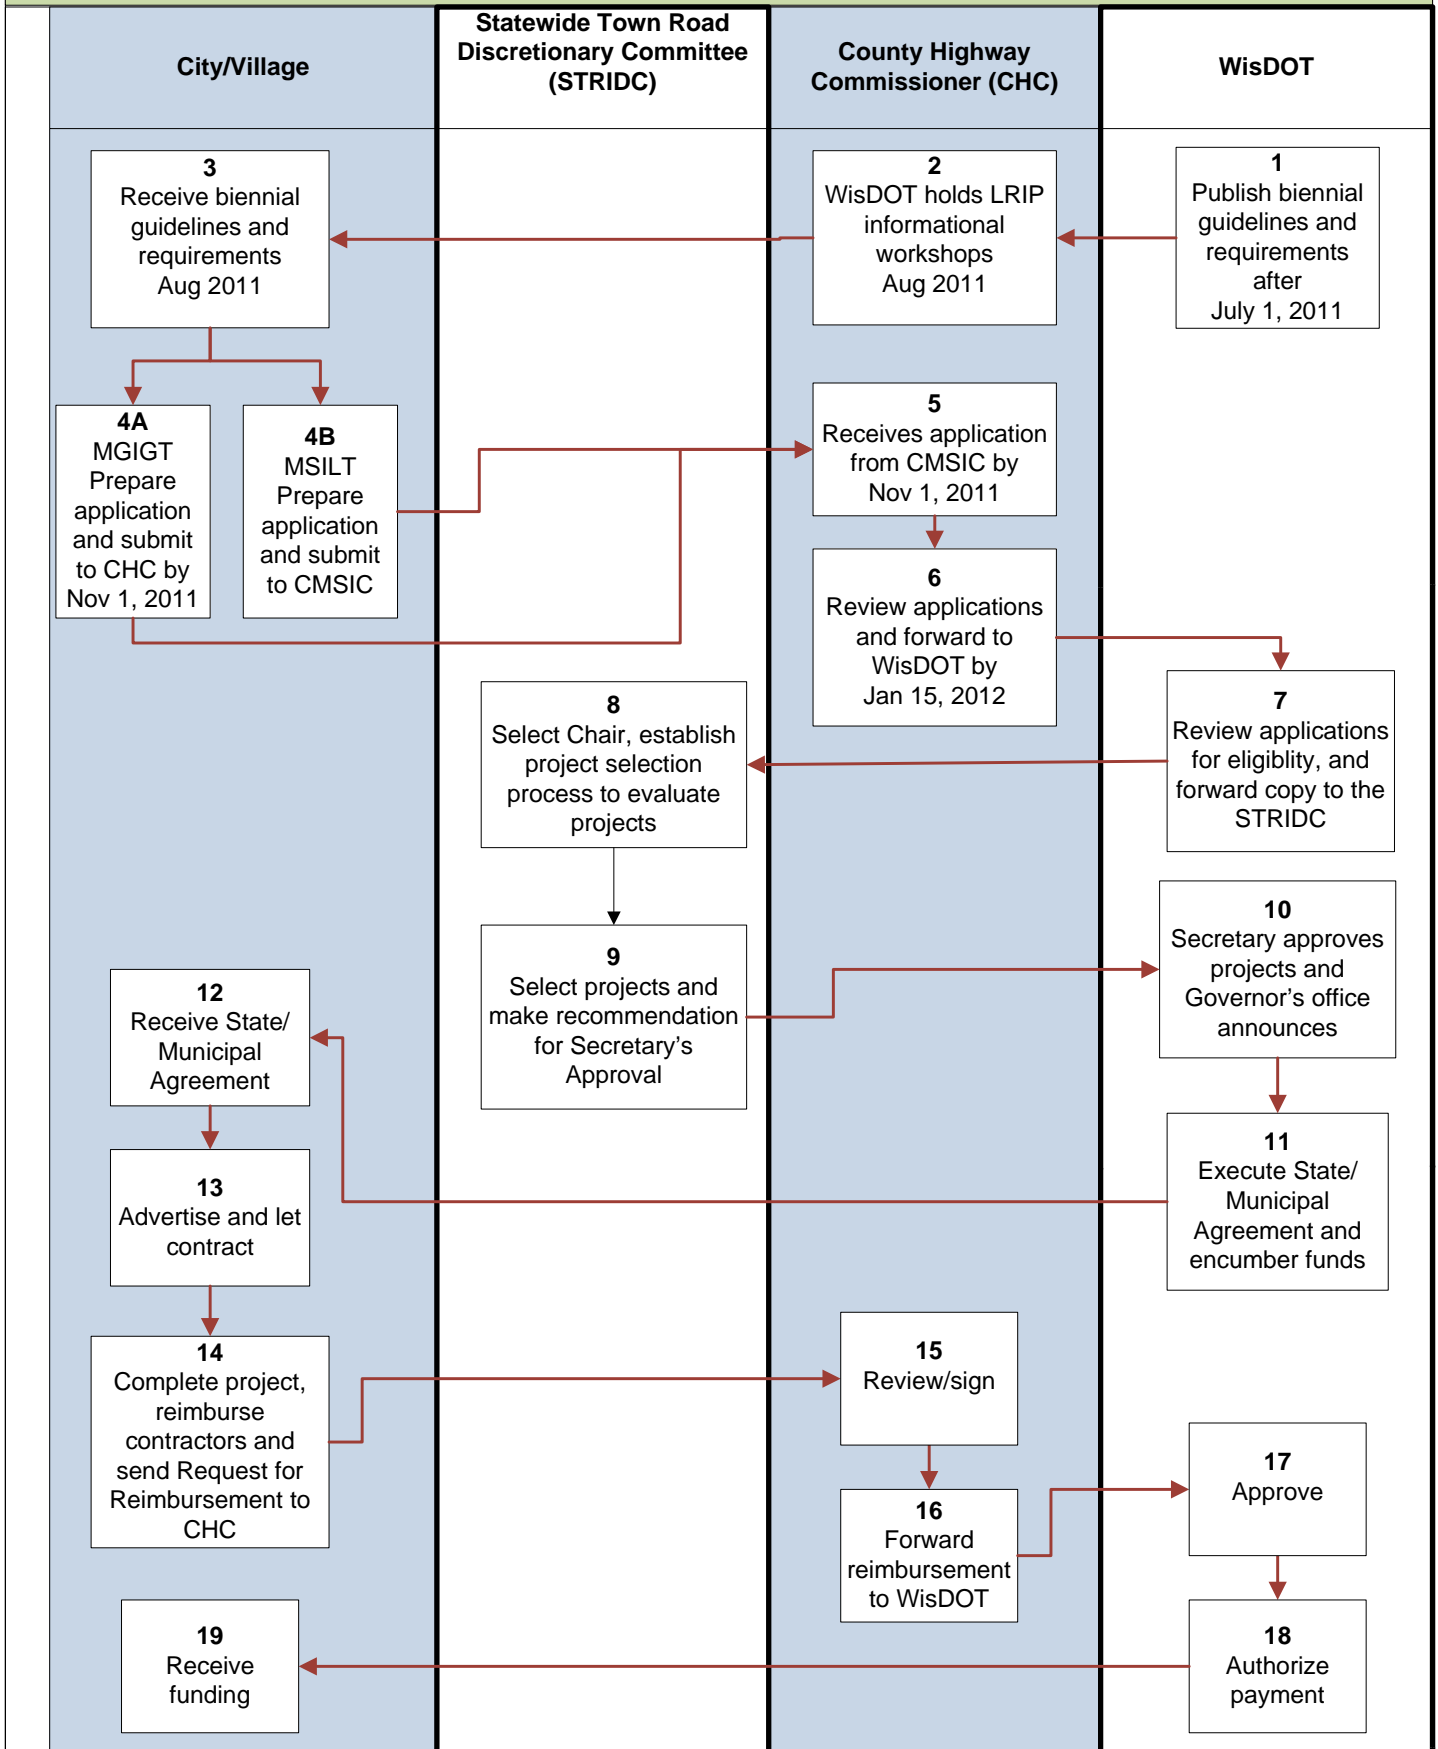 City/Village
Statewide Town Road
Discretionary Committee
(STRIDC)
County Highway
Commissioner (CHC)
WisDOT
1
Publish biennial
guidelines and
requirements
after
July 1, 2011
2
WisDOT holds LRIP
informational
workshops
Aug 2011
3
Receive biennial
guidelines and
requirements
Aug 2011
4A
MGIGT
Prepare
application
and submit
to CHC by
Nov 1, 2011
4B
MSILT
Prepare
application
and submit
to CMSIC
5
Receives application
from CMSIC by
Nov 1, 2011
6
Review applications
and forward to
WisDOT by
Jan 15, 2012
7
Review applications
for eligiblity, and
forward copy to the
STRIDC
8
Select Chair, establish
project selection
process to evaluate
projects
9
Select projects and
make recommendation
for Secretary’s
Approval
10
Secretary approves
projects and
Governor’s office
announces
11
Execute State/
Municipal
Agreement and
encumber funds
12
Receive State/
Municipal
Agreement
13
Advertise and let
contract
14
Complete project,
reimburse
contractors and
send Request for
Reimbursement to
CHC
15
Review/sign
16
Forward
reimbursement
to WisDOT
17
Approve
18
Authorize
payment
19
Receive
funding